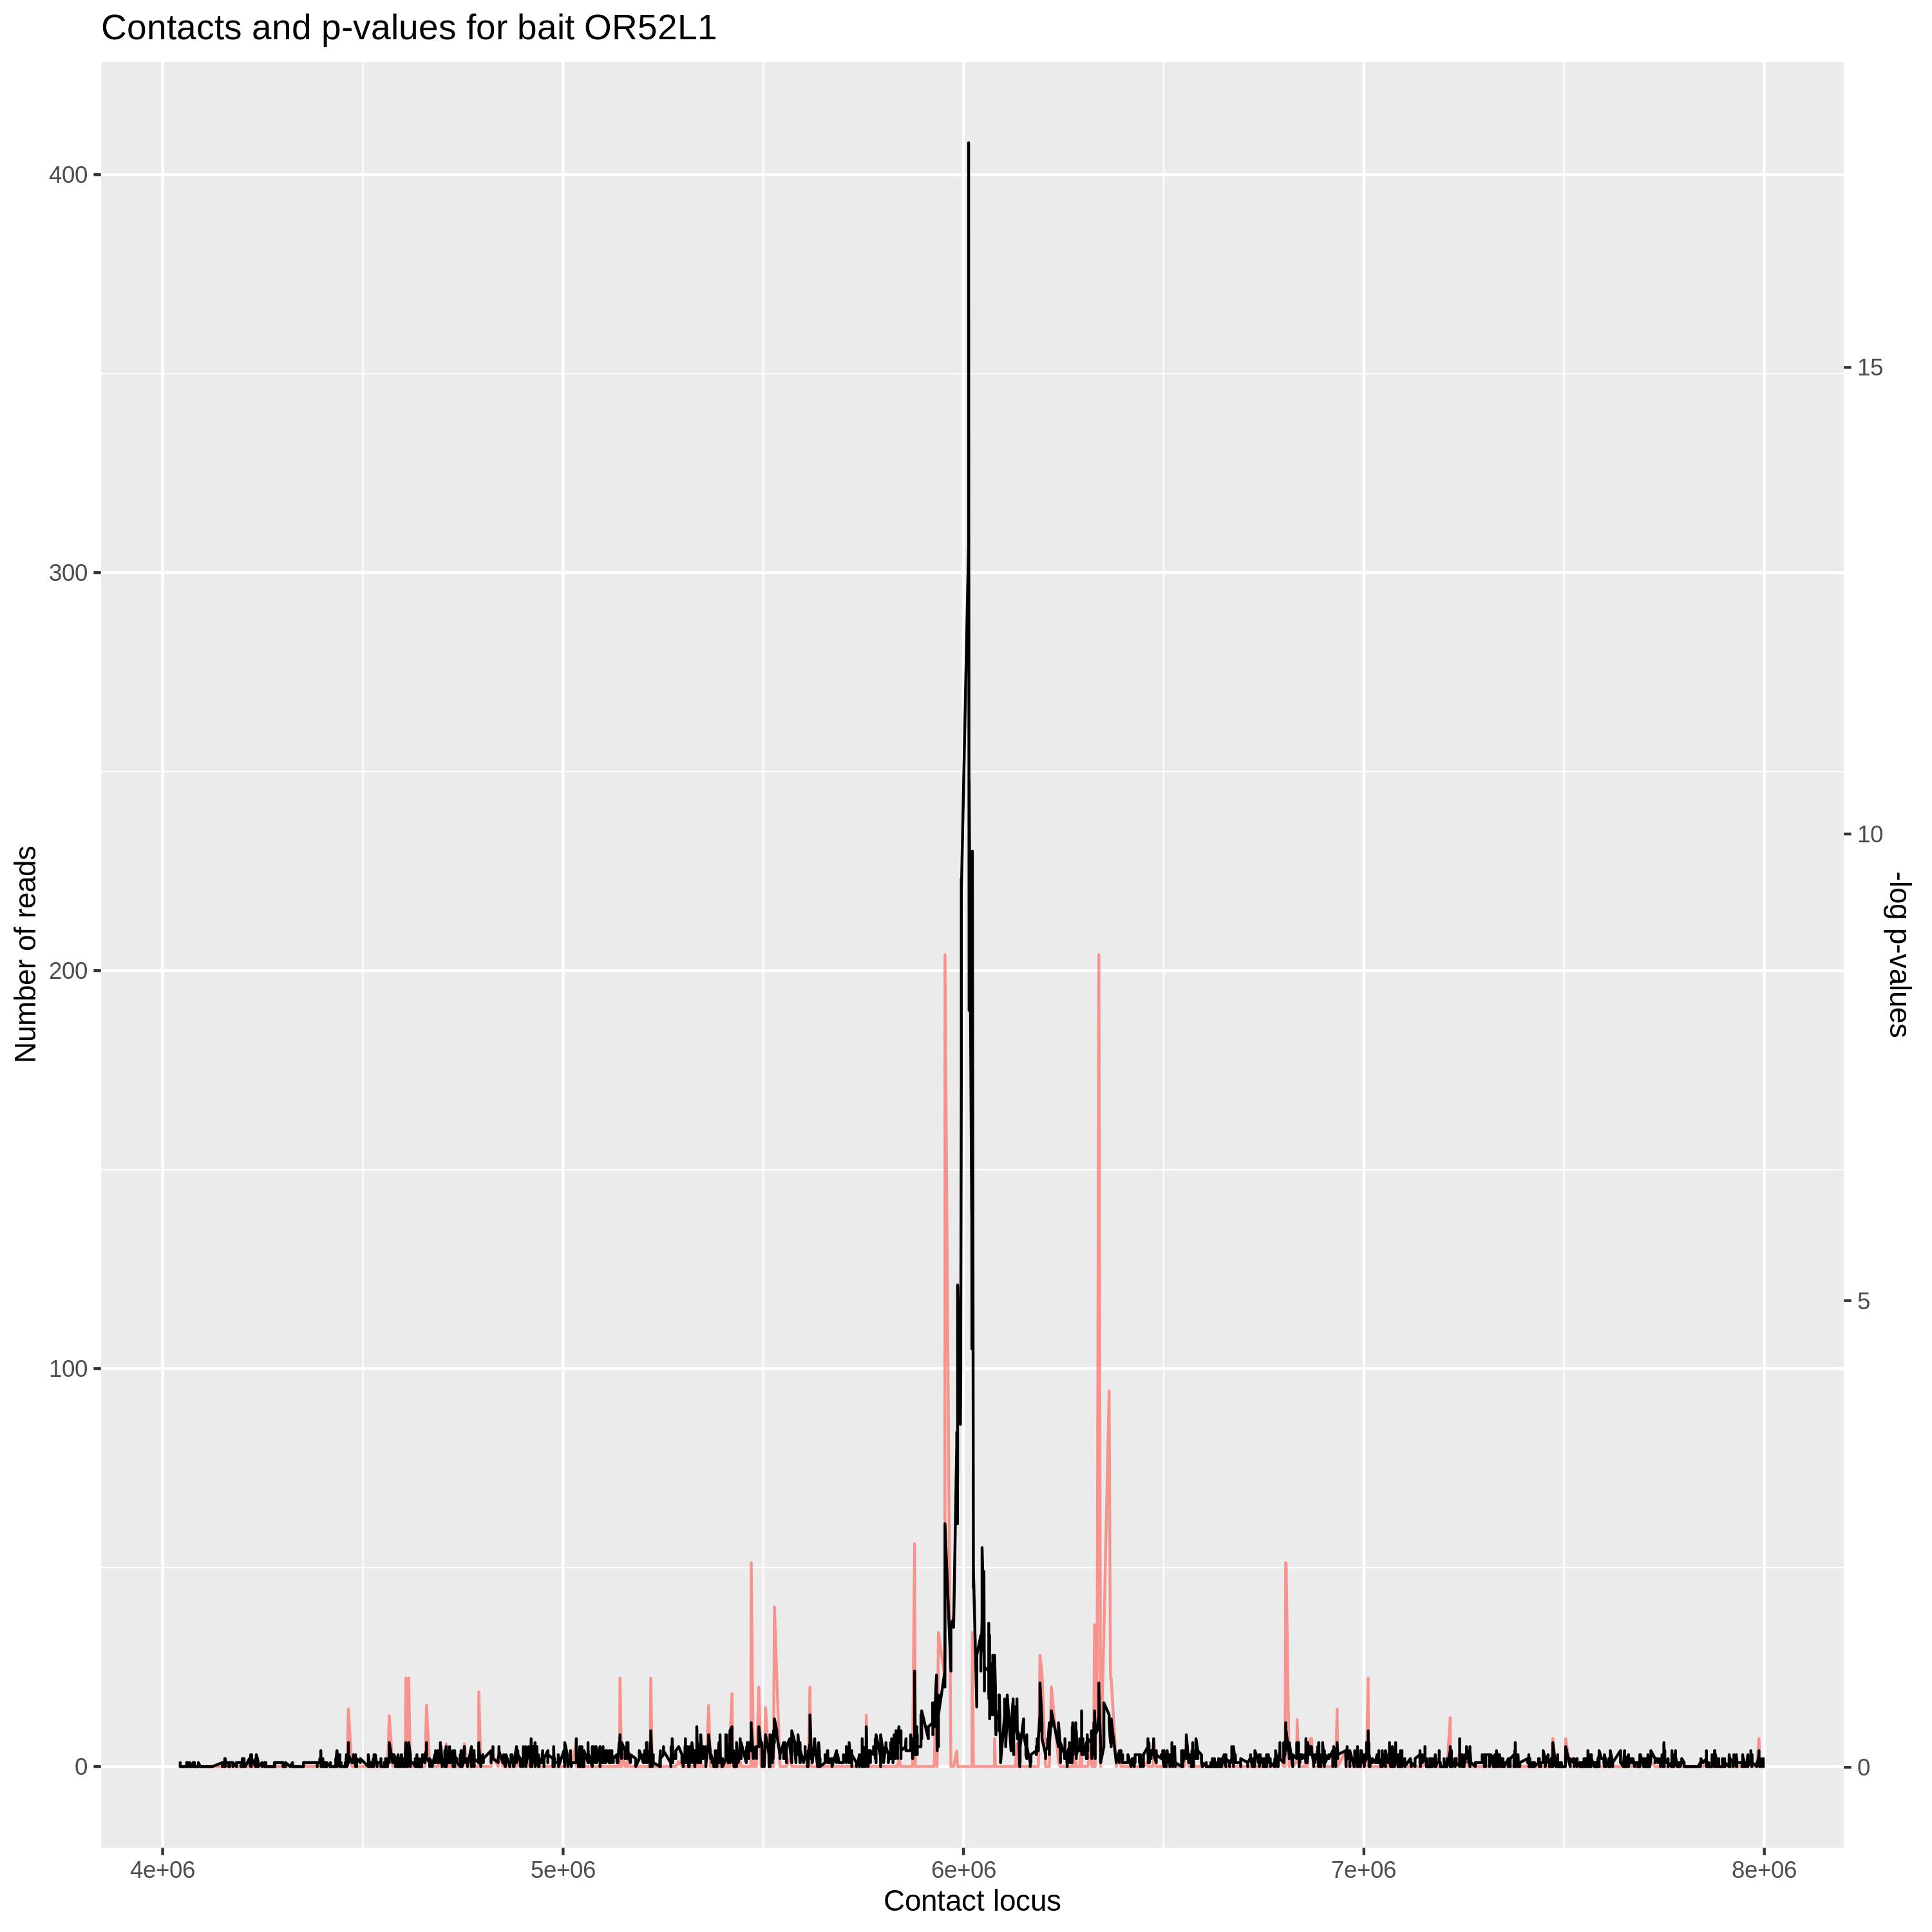 Contacts and p-values for bait OR52L1
400
300
200
100
0
15
10
5
0
Number of reads
-log p-values
4e+06 5e+06 6e+06 7e+06 8e+06
Contact locus